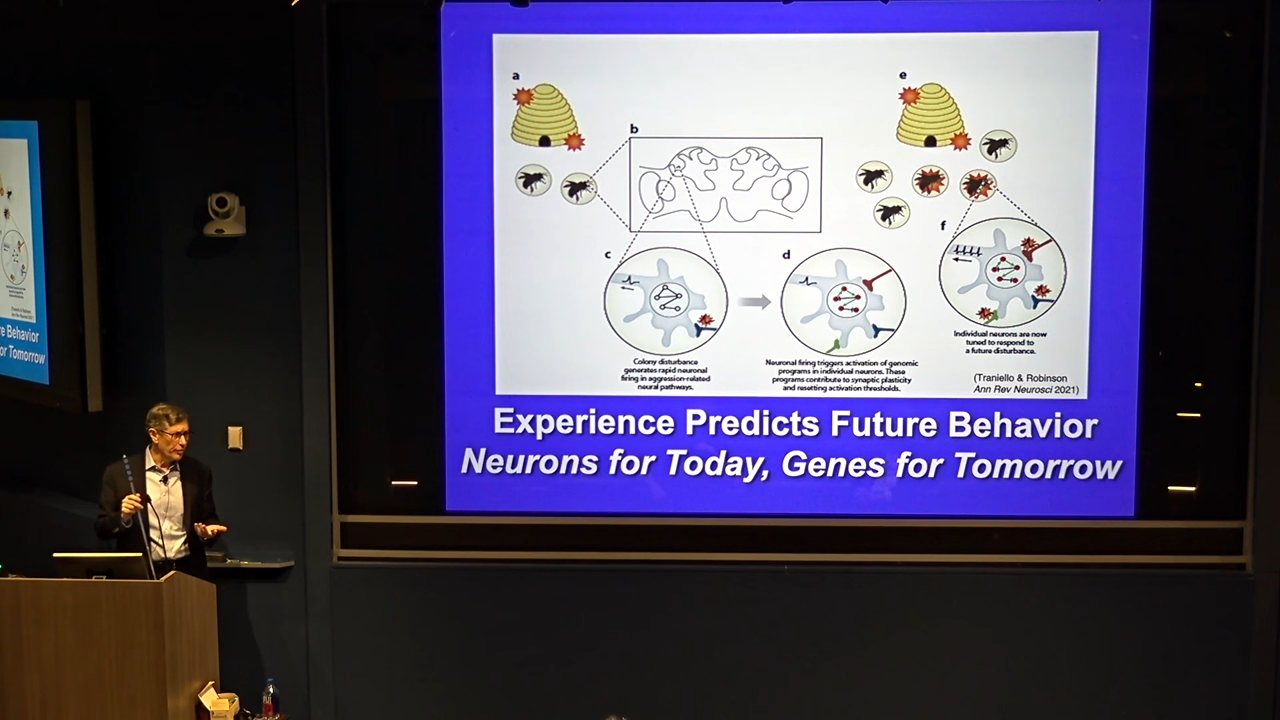 a
e
b
c
d
f
Colony disturbance
generates rapid neuronal
firing in aggression-related
neural pathways.
Neuronal firing triggers activation of genomic
programs in individual neurons. These
programs contribute to synaptic plasticity
and resetting activation thresholds.
Individual neurons are now
tuned to respond to
a future disturbance.
(Traniello & Robinson
Ann Rev Neurosci 2021)
Experience Predicts Future Behavior
Neurons for Today, Genes for Tomorrow
re Behavior
or Tomorrow